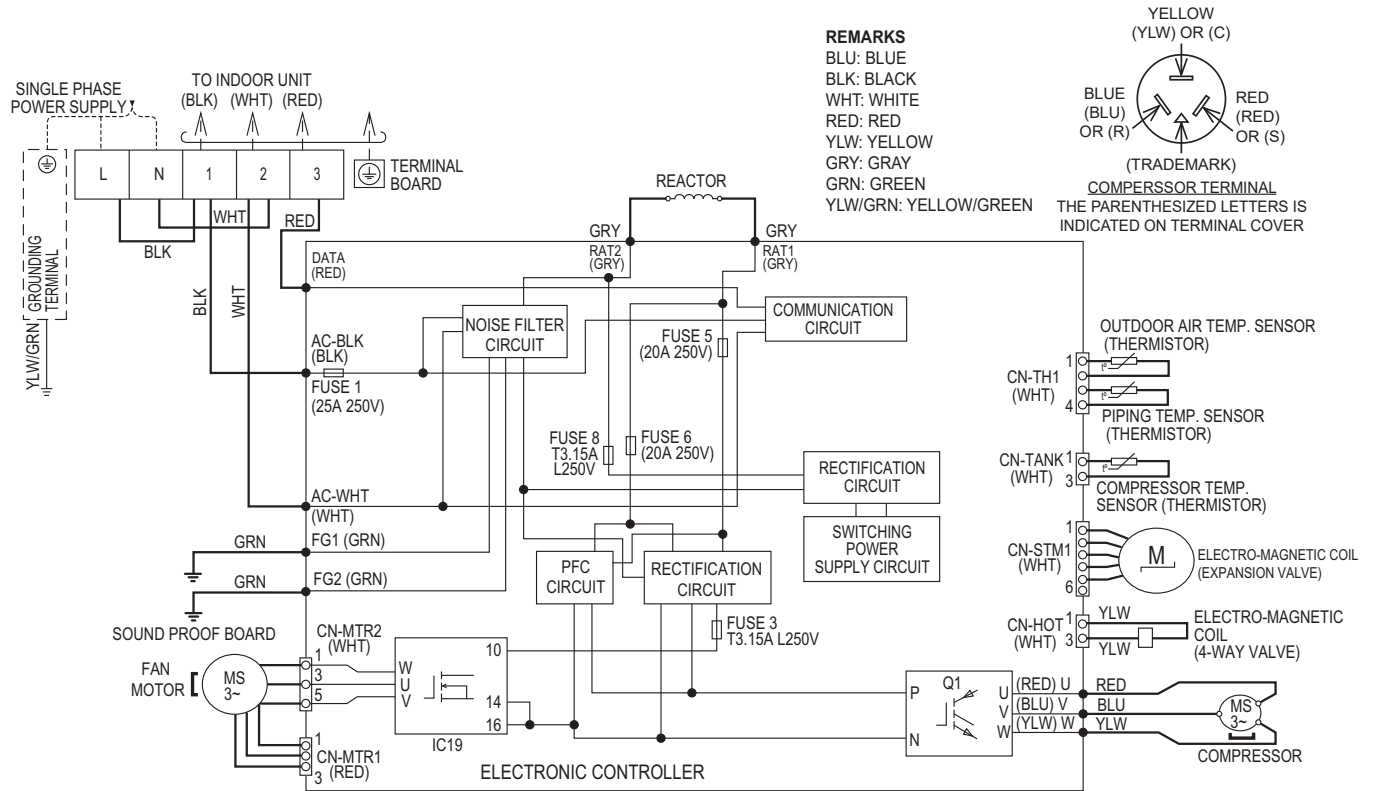 SINGLE PHASE
POWER SUPPLY
TO INDOOR UNIT
(BLK) (WHT) (RED)
L N 1 2 3
TERMINAL
BOARD
GROUNDING
TERMINAL
YLW/GRN
BLK
WHT
RED
BLK
WHT
REMARKS
BLU: BLUE
BLK: BLACK
WHT: WHITE
RED: RED
YLW: YELLOW
GRY: GRAY
GRN: GREEN
YLW/GRN: YELLOW/GREEN
YELLOW
(YLW) OR (C)
BLUE
(BLU)
OR (R)
RED
(RED)
OR (S)
(TRADEMARK)
COMPERSSOR TERMINAL
THE PARENTHESIZED LETTERS IS
INDICATED ON TERMINAL COVER
REACTOR
GRY
GRY
RAT2
(GRY)
RAT1
(GRY)
DATA
(RED)
NOISE FILTER
CIRCUIT
COMMUNICATION
CIRCUIT
AC-BLK
(BLK)
FUSE 1
(25A 250V)
FUSE 5
(20A 250V)
FUSE 8
T3.15A
L250V
FUSE 6
(20A 250V)
RECTIFICATION
CIRCUIT
SWITCHING
POWER
SUPPLY CIRCUIT
AC-WHT
(WHT)
GRN
FG1 (GRN)
GRN
FG2 (GRN)
PFC
CIRCUIT
RECTIFICATION
CIRCUIT
FUSE 3
T3.15A L250V
SOUND PROOF BOARD
CN-MTR2
(WHT)
FAN
MOTOR
MS
3~
1
3
5
W
U
V
10
14
16
IC19
1
CN-MTR1
3 (RED)
ELECTRONIC CONTROLLER
P
N
Q1
U
V
W
(RED) U
(BLU) V
(YLW) W
RED
BLU
YLW
MS
3~
COMPRESSOR
OUTDOOR AIR TEMP. SENSOR
(THERMISTOR)
CN-TH1
(WHT)
1
4
t°
t°
PIPING TEMP. SENSOR
(THERMISTOR)
CN-TANK
(WHT)
1
3
t°
COMPRESSOR TEMP.
SENSOR (THERMISTOR)
CN-STM1
(WHT)
1
6
M
ELECTRO-MAGNETIC COIL
(EXPANSION VALVE)
CN-HOT
(WHT)
1
3
YLW
YLW
ELECTRO-MAGNETIC
COIL
(4-WAY VALVE)